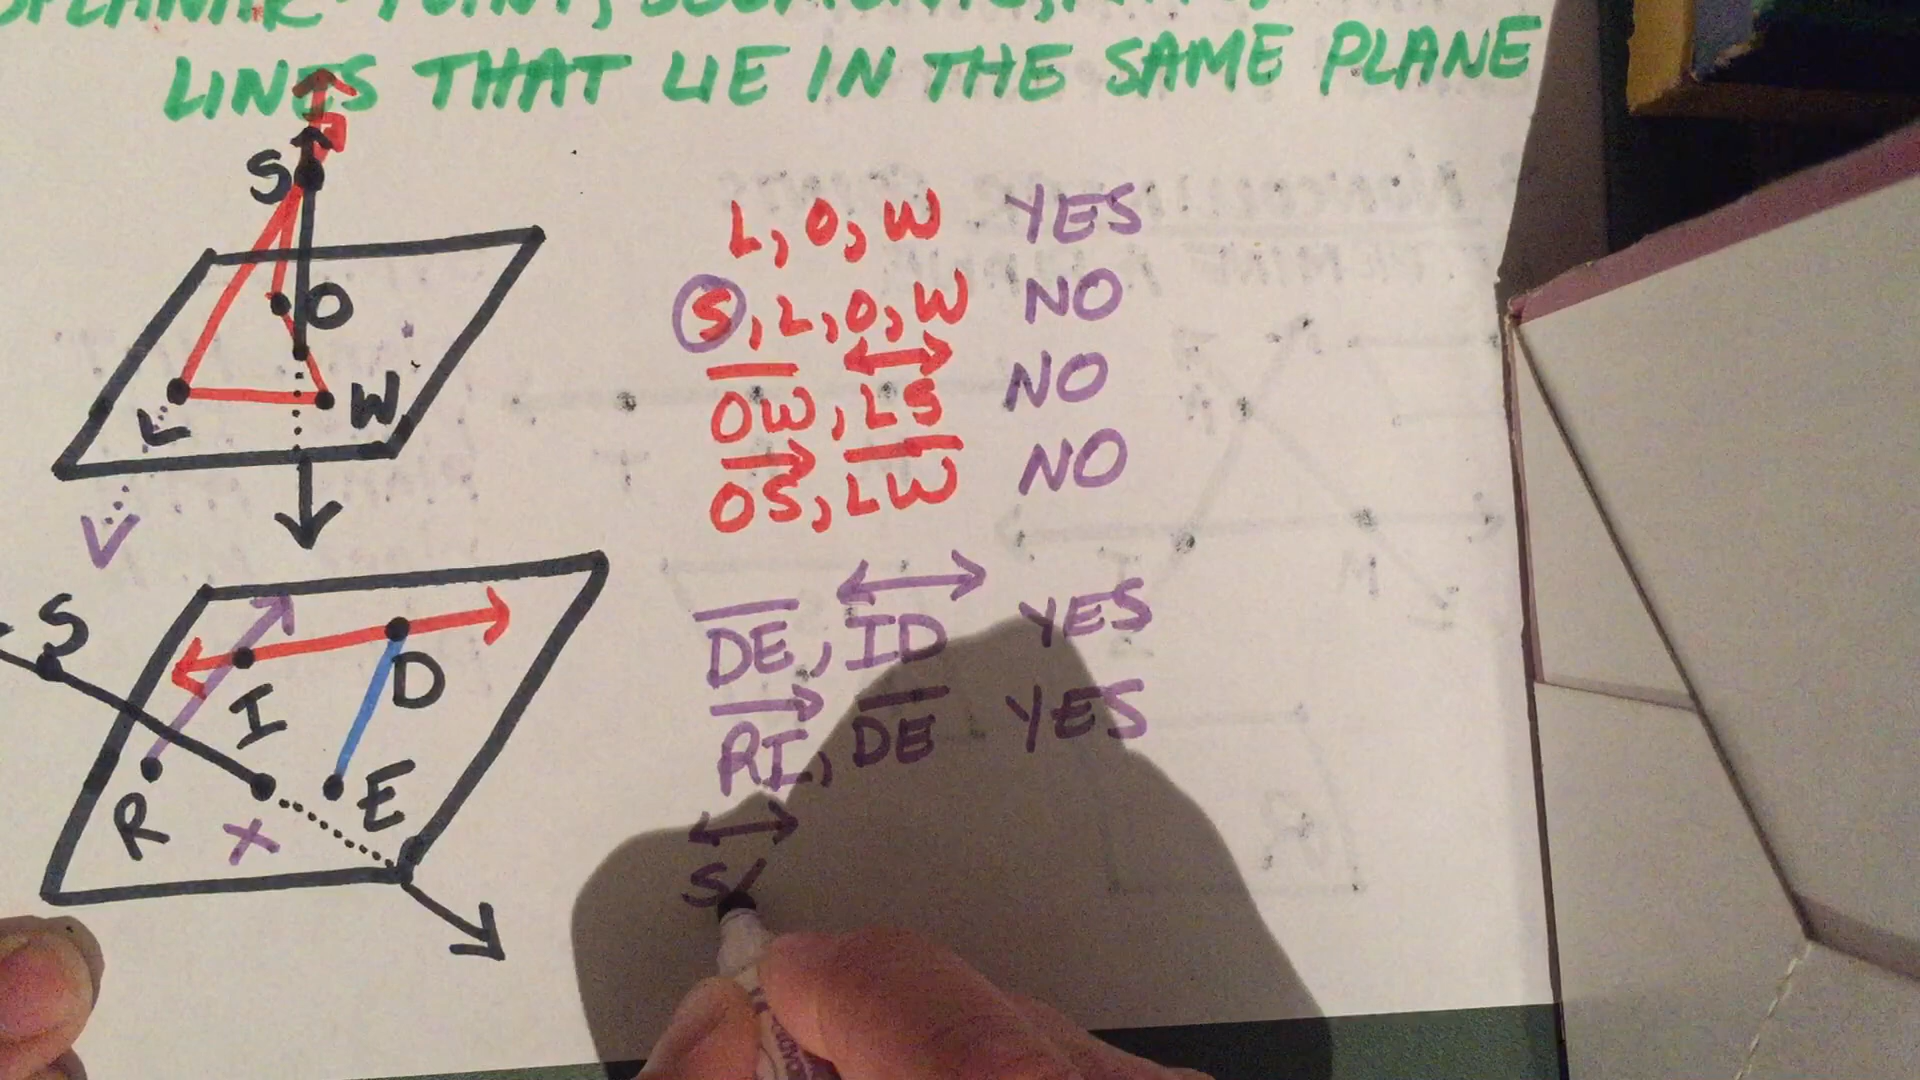 POINT,
LINES THAT LIE IN THE SAME PLANE
S
O
L
W
V
L, O, W YES
S, L, O, W NO
OW, LS NO
OS, LW NO
S
I
D
R
X
E
DE, ID YES
RI, DE YES
S